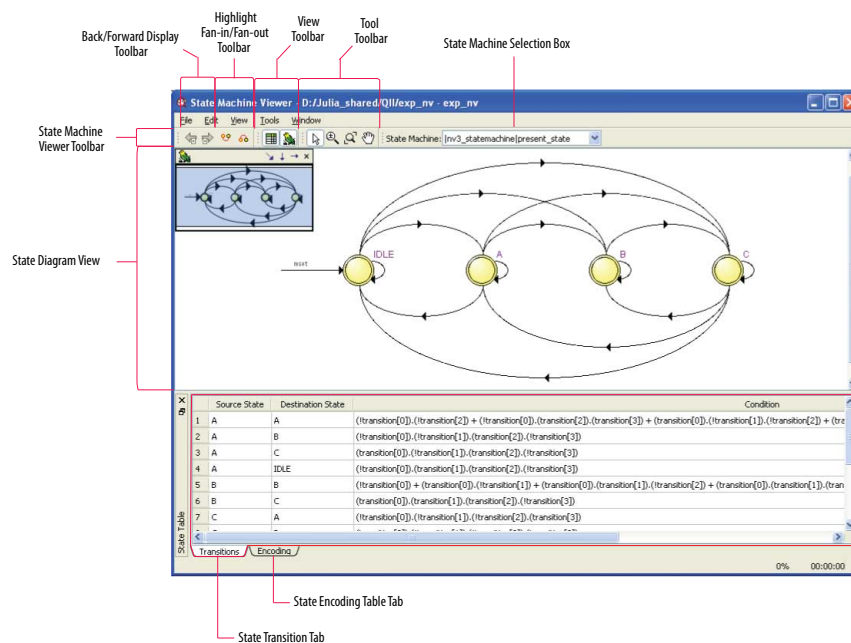 Back/Forward Display
Toolbar
Highlight
Fan-in/Fan-out
Toolbar
View
Toolbar
Tool
Toolbar
State Machine Selection Box
State Machine Viewer - D:/Julia_shared/QII/exp_nv - exp_nv
File Edit View Tools Window
State Machine: |nv3_statemachine|present_state
State Machine
Viewer Toolbar
State Diagram View
IDLE
A
B
C
Source State Destination State Condition
1 A A (!transition[0]).(!transition[2]) + (!transition[0]).(transition[2]).(transition[3]) + (transition[0]).(!transition[1]).(!transition[2]) + (tra
2 A B (!transition[0]).(transition[1]).(transition[2]).(!transition[3])
3 A C (transition[0]).(!transition[1]).(transition[2]).(!transition[3])
4 A IDLE (!transition[0]).(!transition[1]).(transition[2]).(!transition[3])
5 B B (!transition[0]) + (transition[0]).(!transition[1]) + (transition[0]).(transition[1]).(!transition[2]) + (transition[0]).(transition[1]).(tran
6 B C (transition[0]).(transition[1]).(transition[2]).(!transition[3])
7 C A (!transition[0]).(!transition[1]).(!transition[2]).(transition[3])
State Table
Transitions Encoding
0% 00:00:00
State Encoding Table Tab
State Transition Tab